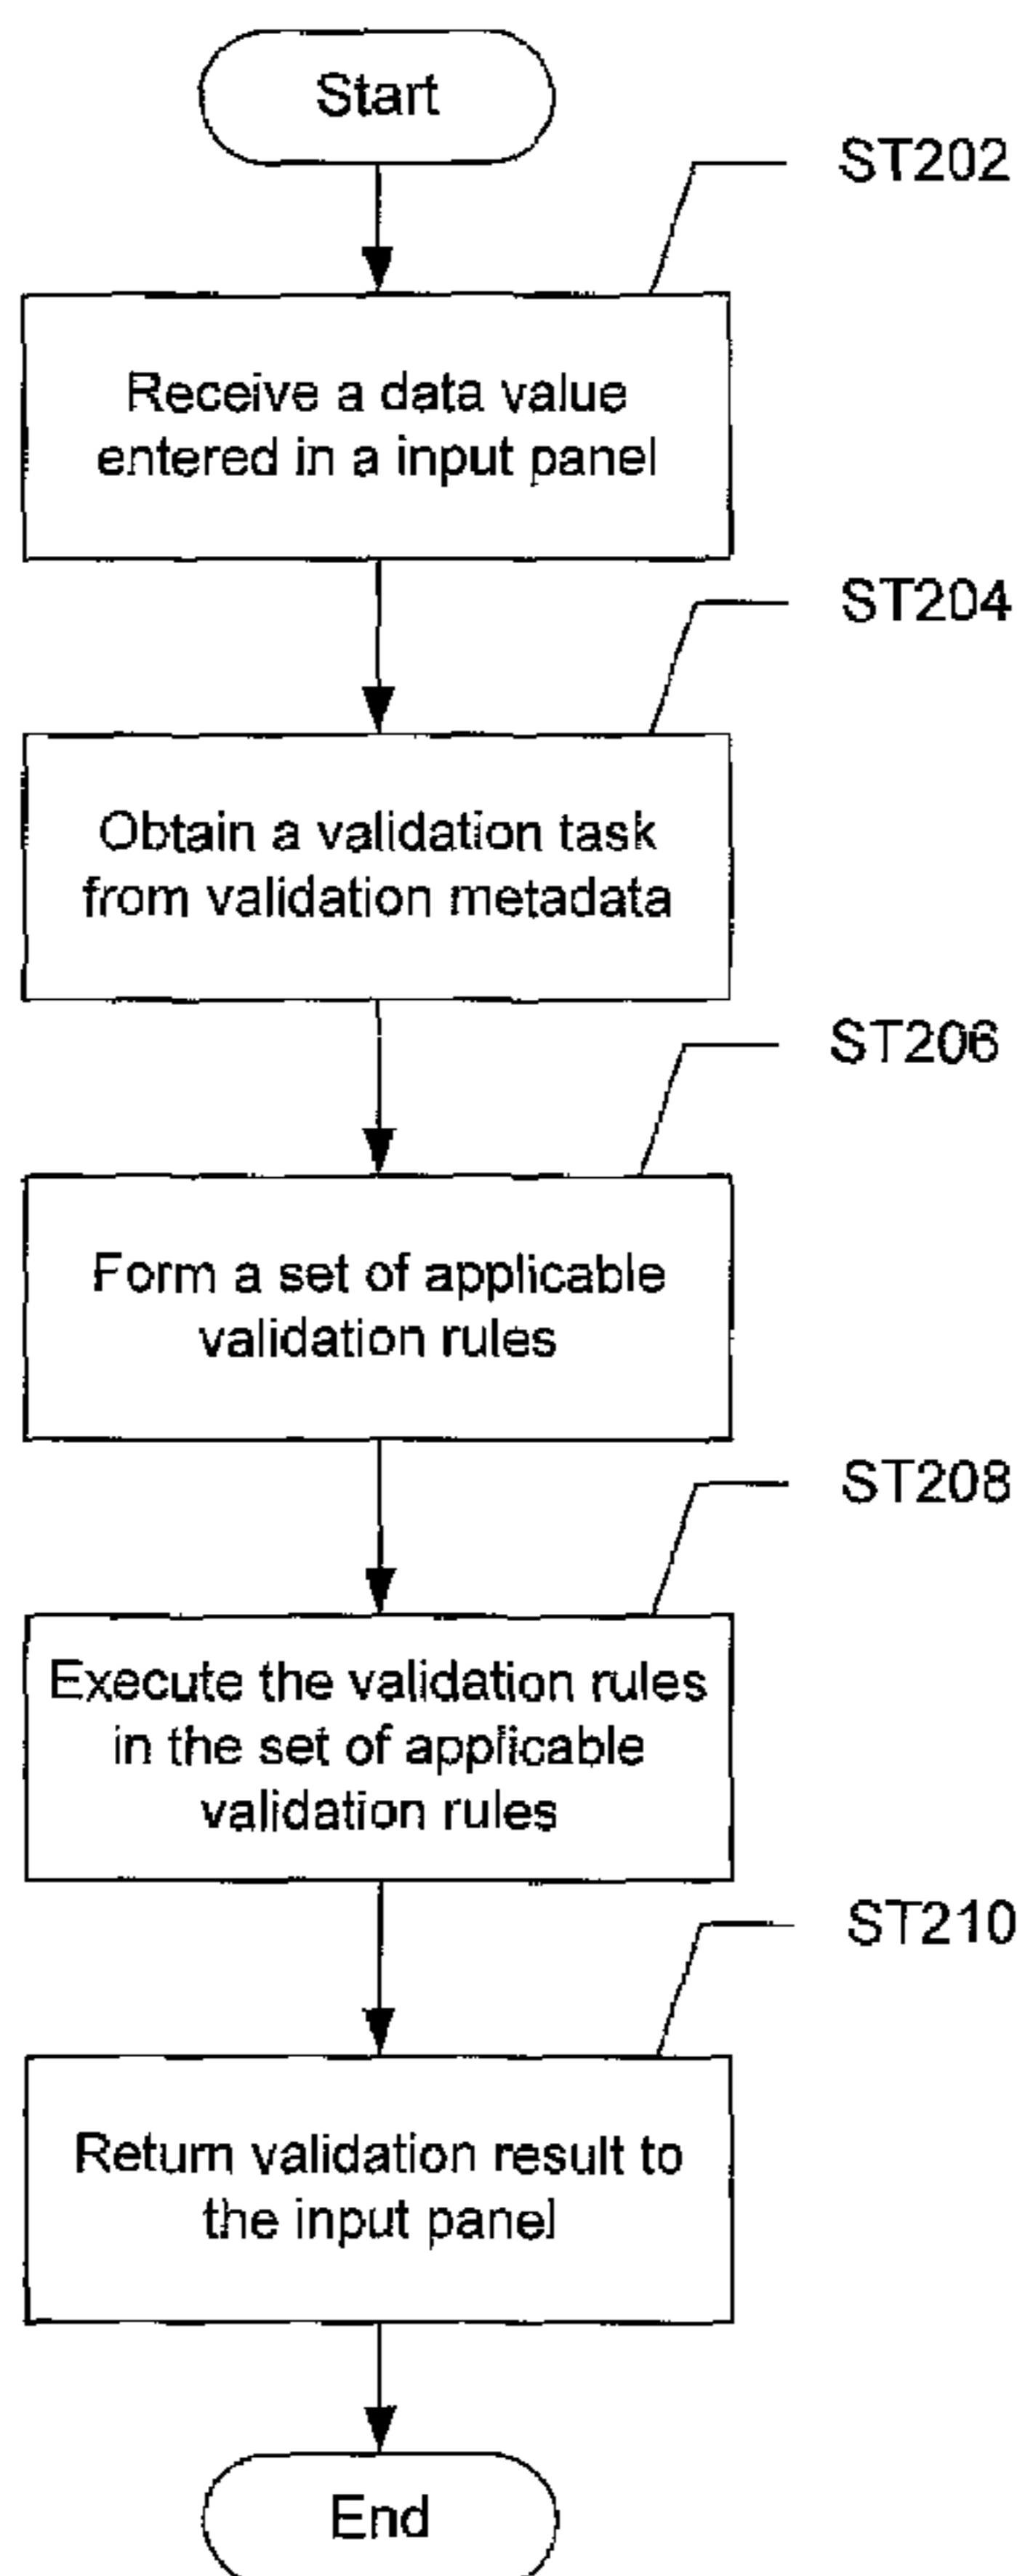 Start
ST202
Receive a data value
entered in a input panel
ST204
Obtain a validation task
from validation metadata
ST206
Form a set of applicable
validation rules
ST208
Execute the validation rules
in the set of applicable
validation rules
ST210
Return validation result to
the input panel
End